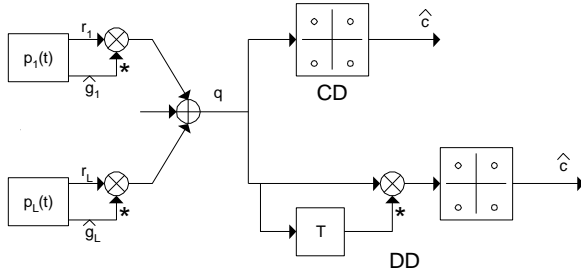 p1(t)
r1
*
ĝ1
q
CD
ĉ
pL(t)
rL
*
ĝL
T
*
DD
ĉ